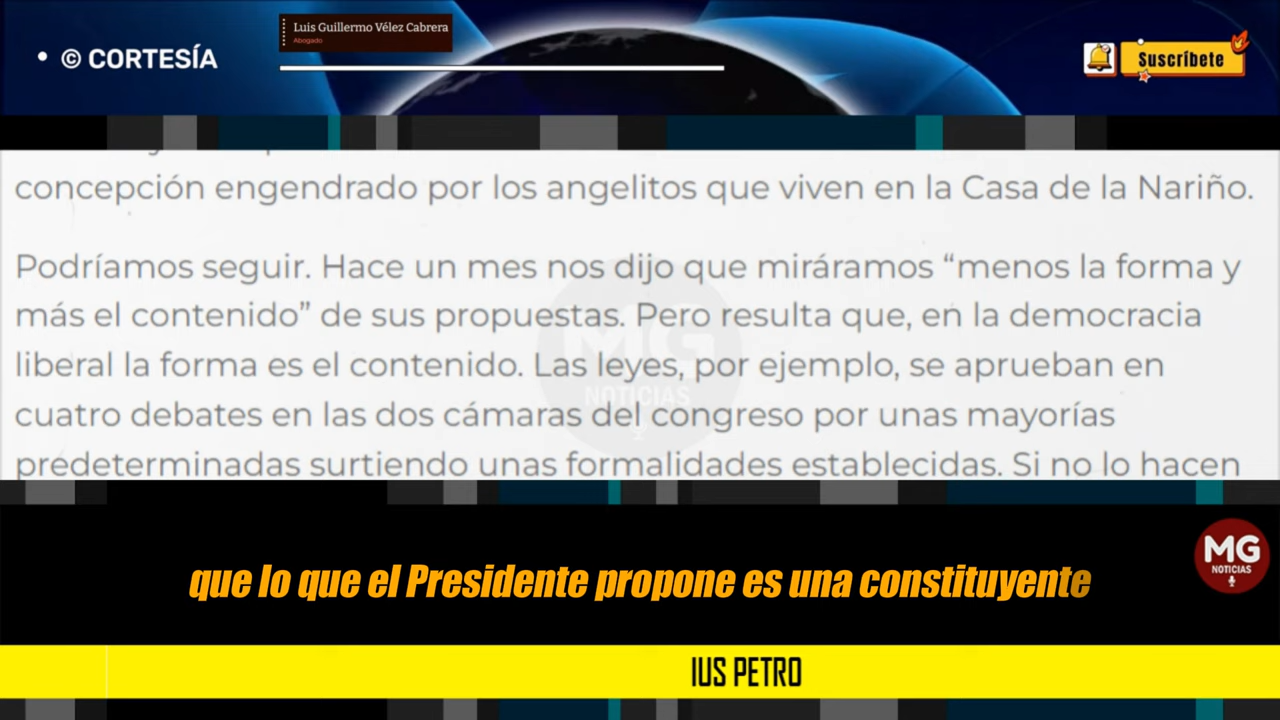 Luis Guillermo Vélez Cabrera
Abogado
• © CORTESÍA
Suscríbete
concepción engendrado por los angelitos que viven en la Casa de la Nariño.
Podríamos seguir. Hace un mes nos dijo que miráramos “menos la forma y
más el contenido” de sus propuestas. Pero resulta que, en la democracia
liberal la forma es el contenido. Las leyes, por ejemplo, se aprueban en
cuatro debates en las dos cámaras del congreso por unas mayorías
predeterminadas surtiendo unas formalidades establecidas. Si no lo hacen
MG
NOTICIAS
que lo que el Presidente propone es una constituyente
MG
NOTICIAS
IUS PETRO